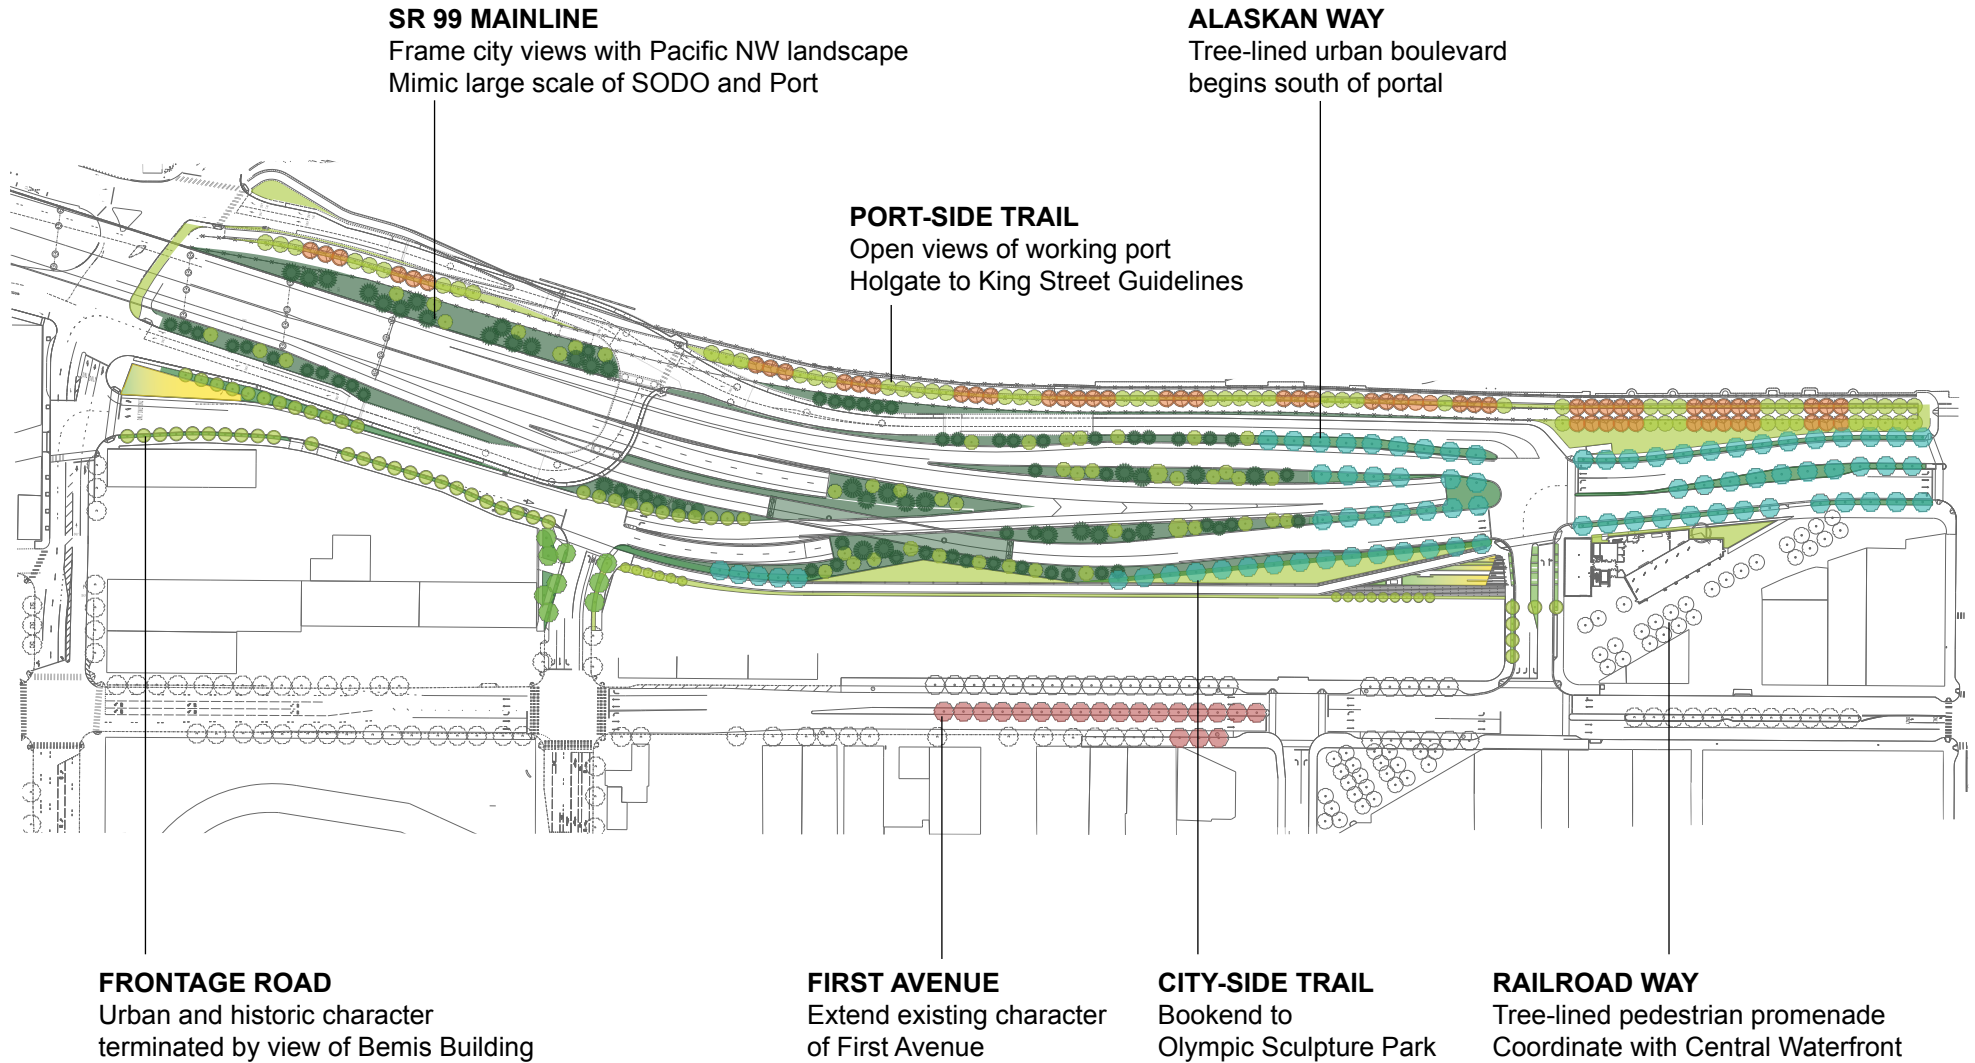 SR 99 MAINLINE
Frame city views with Pacific NW landscape
Mimic large scale of SODO and Port
ALASKAN WAY
Tree-lined urban boulevard
begins south of portal
PORT-SIDE TRAIL
Open views of working port
Holgate to King Street Guidelines
FRONTAGE ROAD
Urban and historic character
terminated by view of Bemis Building
FIRST AVENUE
Extend existing character
of First Avenue
CITY-SIDE TRAIL
Bookend to
Olympic Sculpture Park
RAILROAD WAY
Tree-lined pedestrian promenade
Coordinate with Central Waterfront